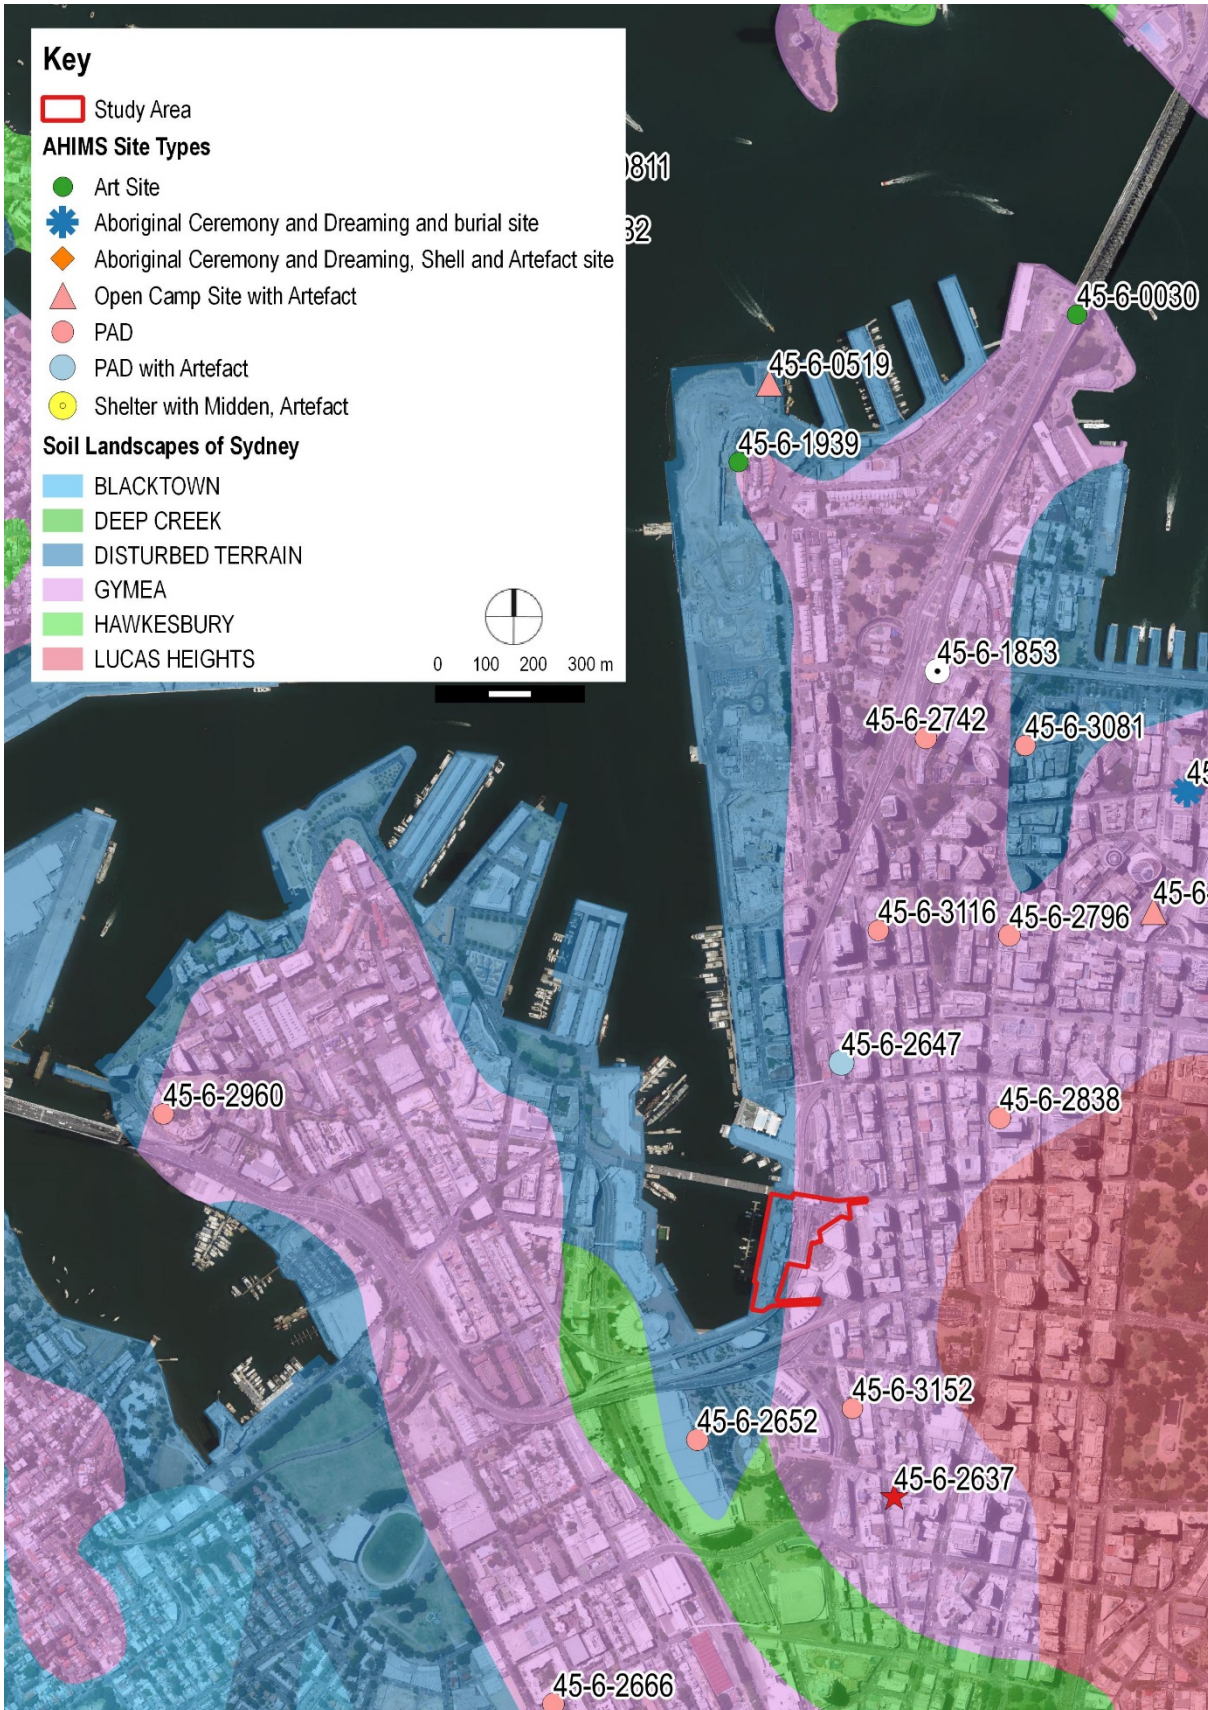 Key
Study Area
AHIMS Site Types
Art Site
Aboriginal Ceremony and Dreaming and burial site
Aboriginal Ceremony and Dreaming, Shell and Artefact site
Open Camp Site with Artefact
PAD
PAD with Artefact
Shelter with Midden, Artefact
Soil Landscapes of Sydney
BLACKTOWN
DEEP CREEK
DISTURBED TERRAIN
GYMEA
HAWKESBURY
LUCAS HEIGHTS
0 100 200 300 m
0811
32
45-6-0030
45-6-0519
45-6-1939
45-6-1853
45-6-2742
45-6-3081
45
45-6-3116
45-6-2796
45-6-
45-6-2647
45-6-2960
45-6-2838
45-6-3152
45-6-2652
45-6-2637
45-6-2666